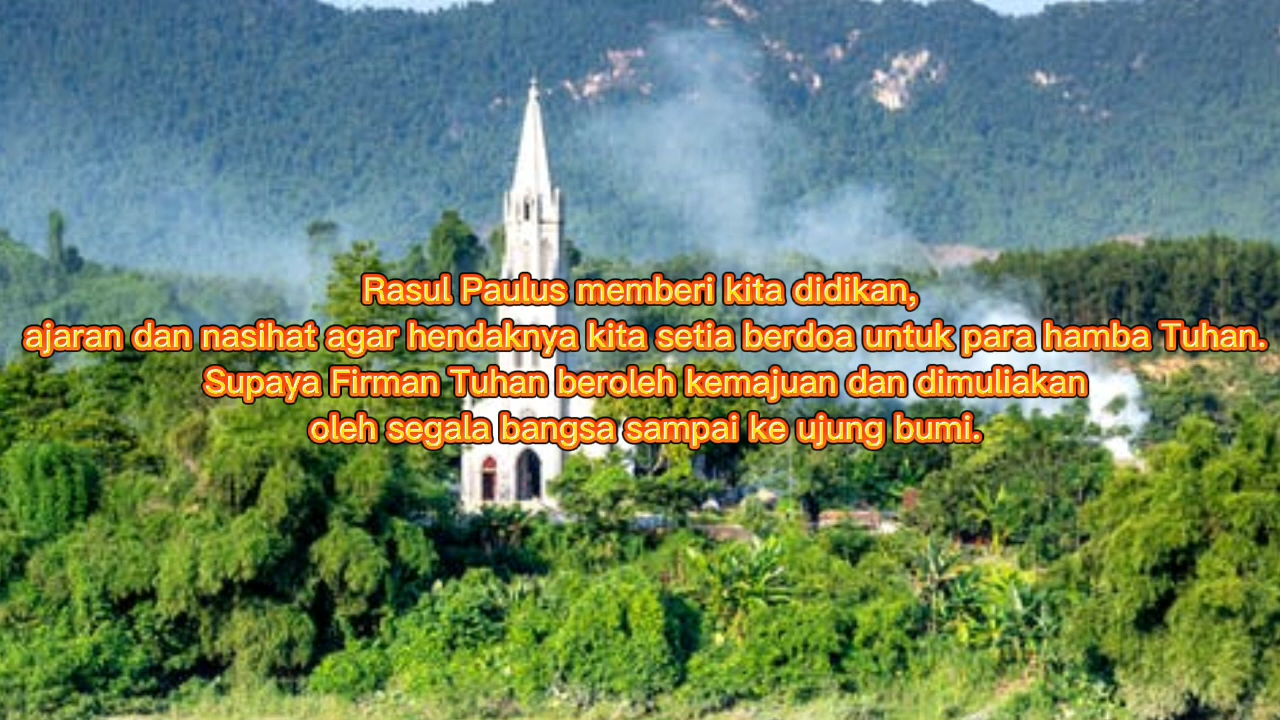 Rasul Paulus memberi kita didikan,
ajaran dan nasihat agar hendaknya kita setia berdoa untuk para hamba Tuhan.
Supaya Firman Tuhan beroleh kemajuan dan dimuliakan
oleh segala bangsa sampai ke ujung bumi.